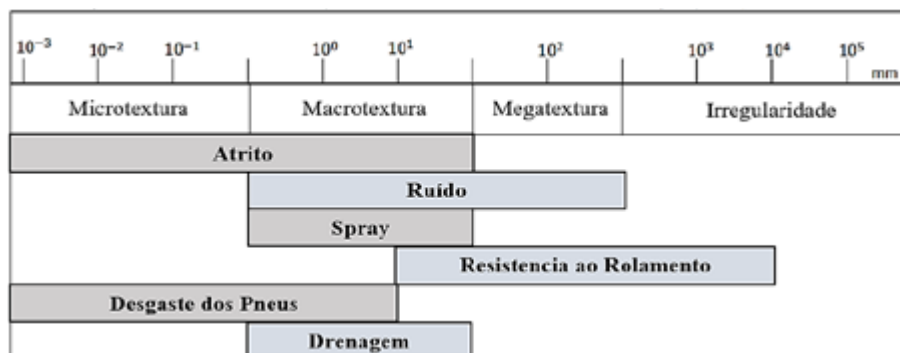 10⁻³ 10⁻² 10⁻¹ 10⁰ 10¹ 10² 10³ 10⁴ 10⁵
mm
Microtextura Macrotextura Megatextura Irregularidade
Atrito
Ruído
Spray
Resistencia ao Rolamento
Desgaste dos Pneus
Drenagem